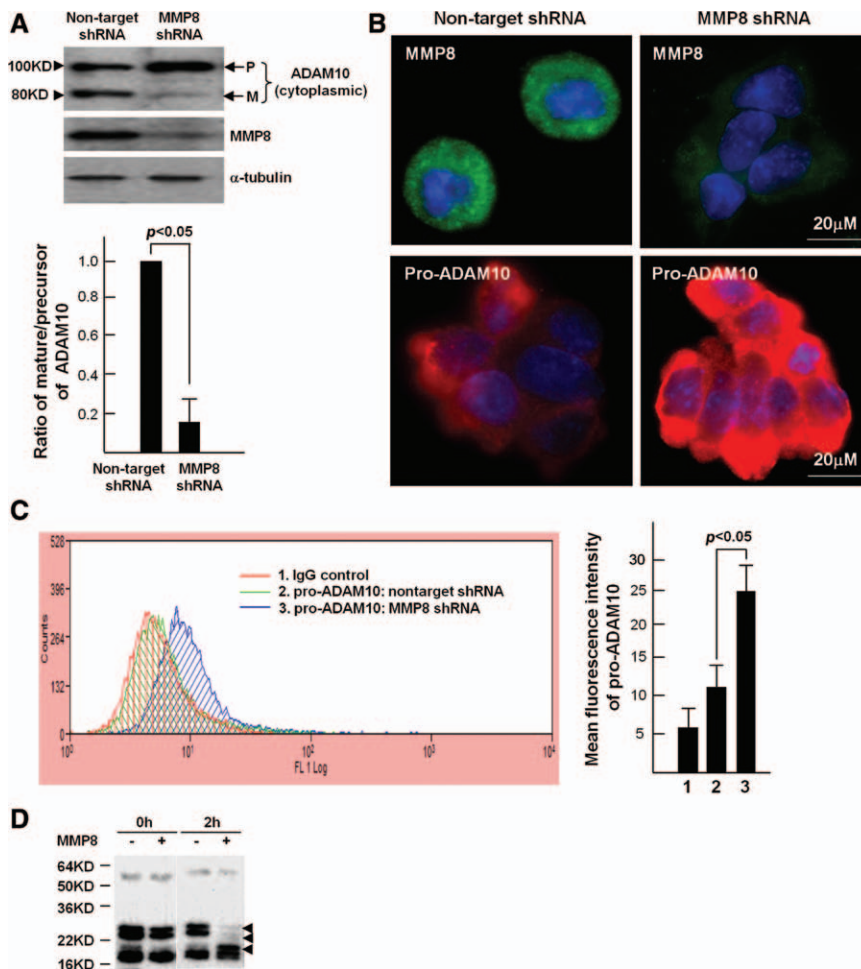 A
Non-target shRNA
MMP8 shRNA
100KD
P
80KD
M
ADAM10 (cytoplasmic)
MMP8
α-tubulin
p<0.05
Ratio of mature/precursor of ADAM10
1.0
0.8
0.6
0.4
0.2
Non-target shRNA
MMP8 shRNA
B
Non-target shRNA
MMP8 shRNA
MMP8
20μM
Pro-ADAM10
Pro-ADAM10
20μM
C
528
396
264
132
0
Counts
1. IgG control
2. pro-ADAM10: nontarget shRNA
3. pro-ADAM10: MMP8 shRNA
10⁰
10¹
10²
10³
10⁴
FL 1 Log
Mean fluorescence intensity of pro-ADAM10
p<0.05
30
25
20
15
10
5
1 2 3
D
0h 2h
MMP8 - + - +
64KD
50KD
36KD
22KD
16KD